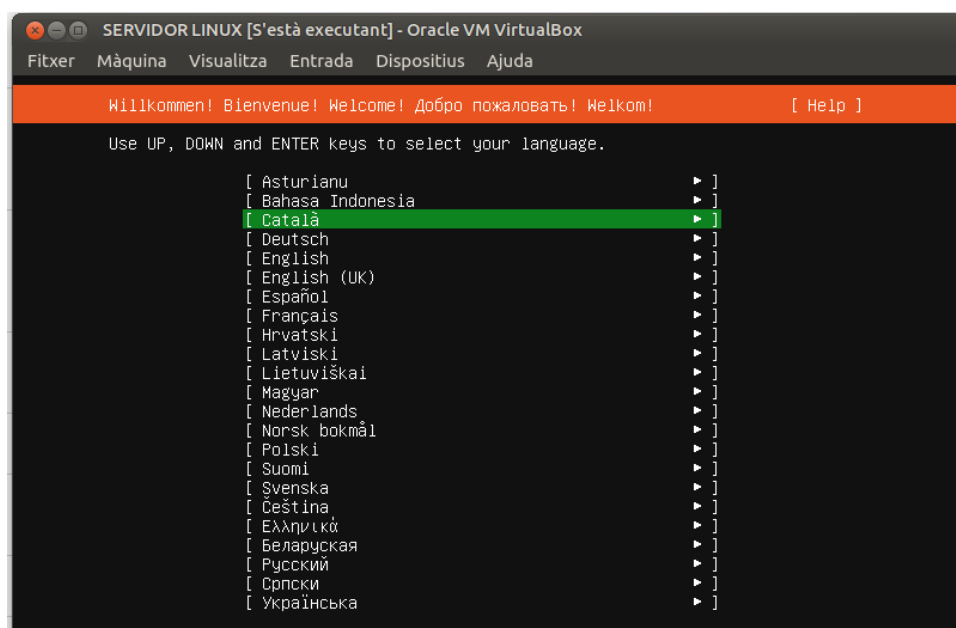 SERVIDOR LINUX [S'està executant] - Oracle VM VirtualBox
Fitxer Màquina Visualitza Entrada Dispositius Ajuda
Willkommen! Bienvenue! Welcome! Добро пожаловать! Welkom! [ Help ]
Use UP, DOWN and ENTER keys to select your language.
[ Asturianu ▸ ]
[ Bahasa Indonesia ▸ ]
[ Català ▸ ]
[ Deutsch ▸ ]
[ English ▸ ]
[ English (UK) ▸ ]
[ Español ▸ ]
[ Français ▸ ]
[ Hrvatski ▸ ]
[ Latviski ▸ ]
[ Lietuviškai ▸ ]
[ Magyar ▸ ]
[ Nederlands ▸ ]
[ Norsk bokmål ▸ ]
[ Polski ▸ ]
[ Suomi ▸ ]
[ Svenska ▸ ]
[ Čeština ▸ ]
[ Ελληνικά ▸ ]
[ Беларуская ▸ ]
[ Русский ▸ ]
[ Српски ▸ ]
[ Українська ▸ ]